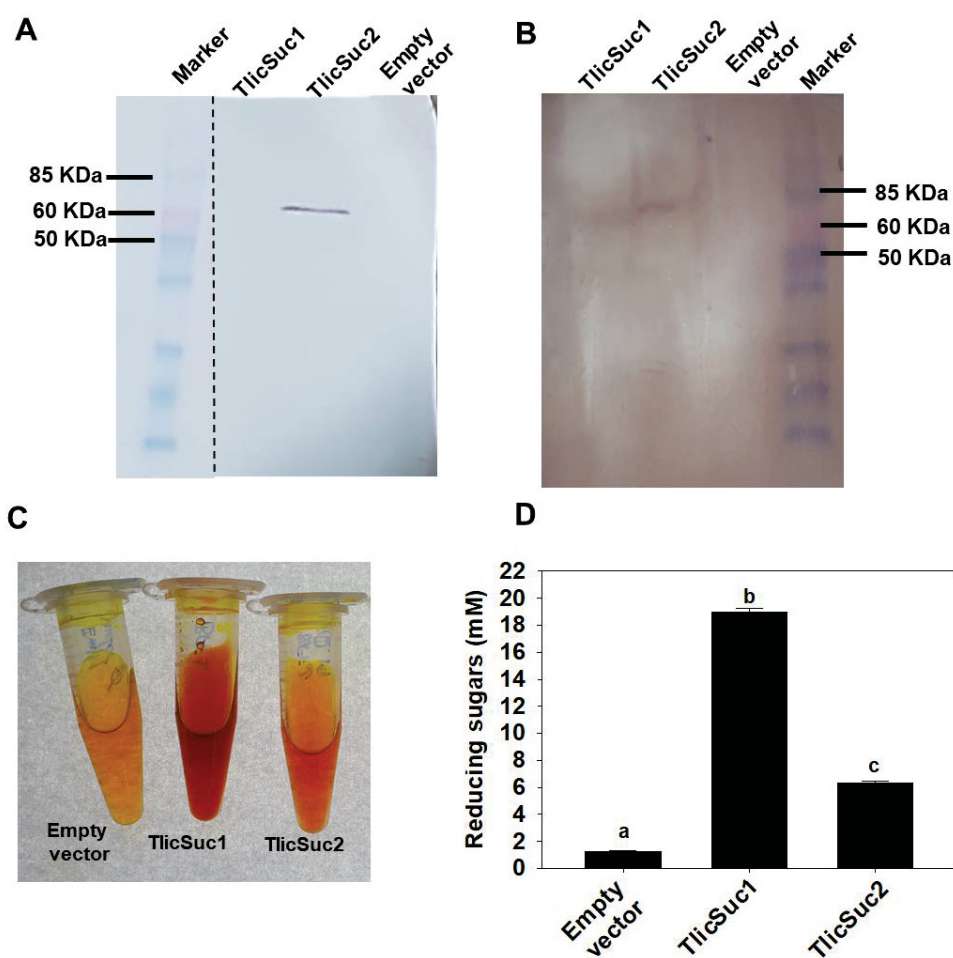 A
Marker
TlicSuc1
TlicSuc2
Empty
vector
85 KDa
60 KDa
50 KDa
B
TlicSuc1
TlicSuc2
Empty
vector
Marker
85 KDa
60 KDa
50 KDa
C
Empty
vector
TlicSuc1
TlicSuc2
D
Reducing sugars (mM)
22
20
18
16
14
12
10
8
6
4
2
0
a
b
c
Empty
vector
TlicSuc1
TlicSuc2